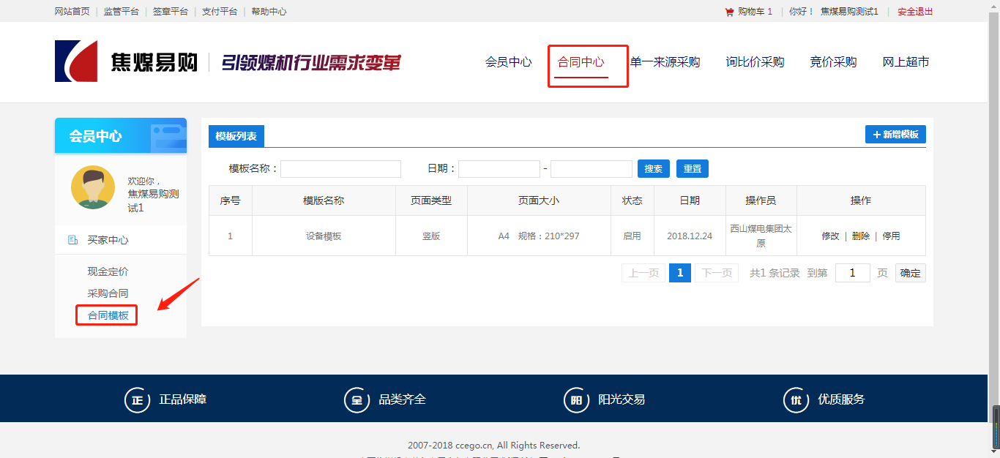 网站首页 | 监管平台 | 签章平台 | 支付平台 | 帮助中心
购物车 1 | 你好！ 焦煤易购测试1 | 安全退出
焦煤易购 | 引领煤机行业需求变革
会员中心 合同中心 单一来源采购 询比价采购 竞价采购 网上超市
会员中心
欢迎你，
焦煤易购测
试1
买家中心
现金定价
采购合同
合同模板
模板列表
+ 新增模板
模板名称： 日期： - 搜索 重置
序号 模版名称 页面类型 页面大小 状态 日期 操作员 操作
1 设备模板 竖版 A4 规格：210*297 启用 2018.12.24 西山煤电集团太
原 修改 | 删除 | 停用
上一页 1 下一页 共1 条记录 到第 1 页 确定
正 正品保障 全 品类齐全 阳 阳光交易 优 优质服务
2007-2018 ccego.cn, All Rights Reserved.